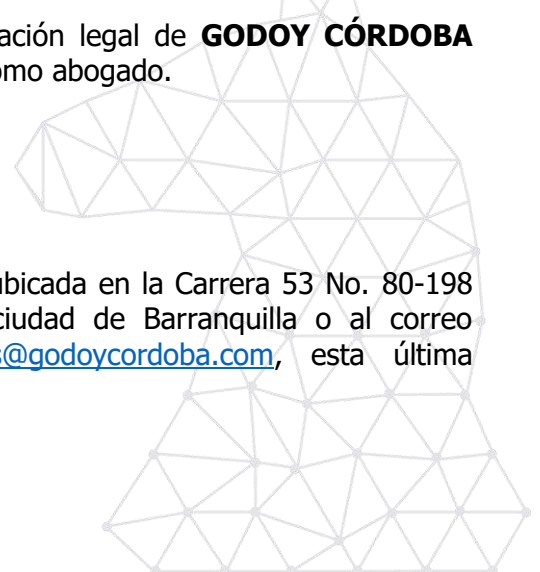 ación legal de GODOY CÓRDOBA
omo abogado.
ubicada en la Carrera 53 No. 80-198
ciudad de Barranquilla o al correo
s@godoycordoba.com, esta última